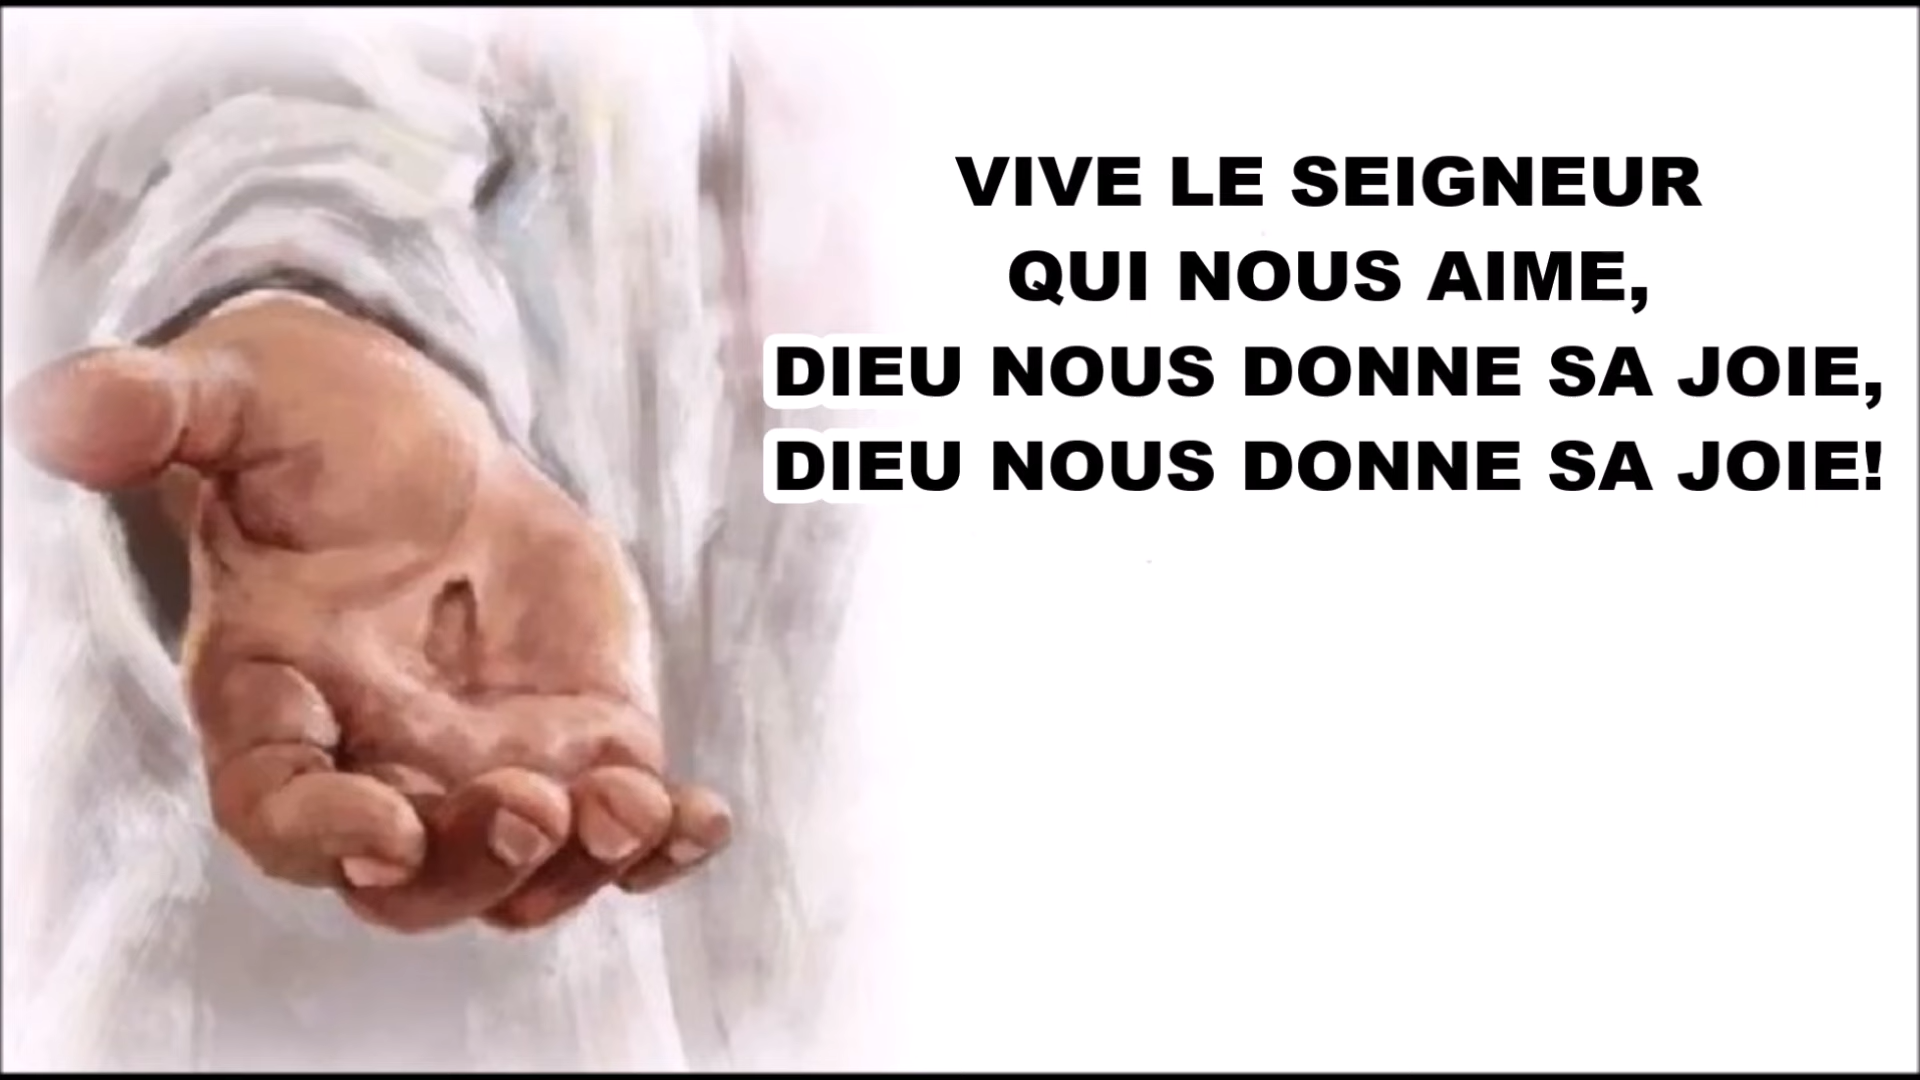 VIVE LE SEIGNEUR
QUI NOUS AIME,
DIEU NOUS DONNE SA JOIE,
DIEU NOUS DONNE SA JOIE!